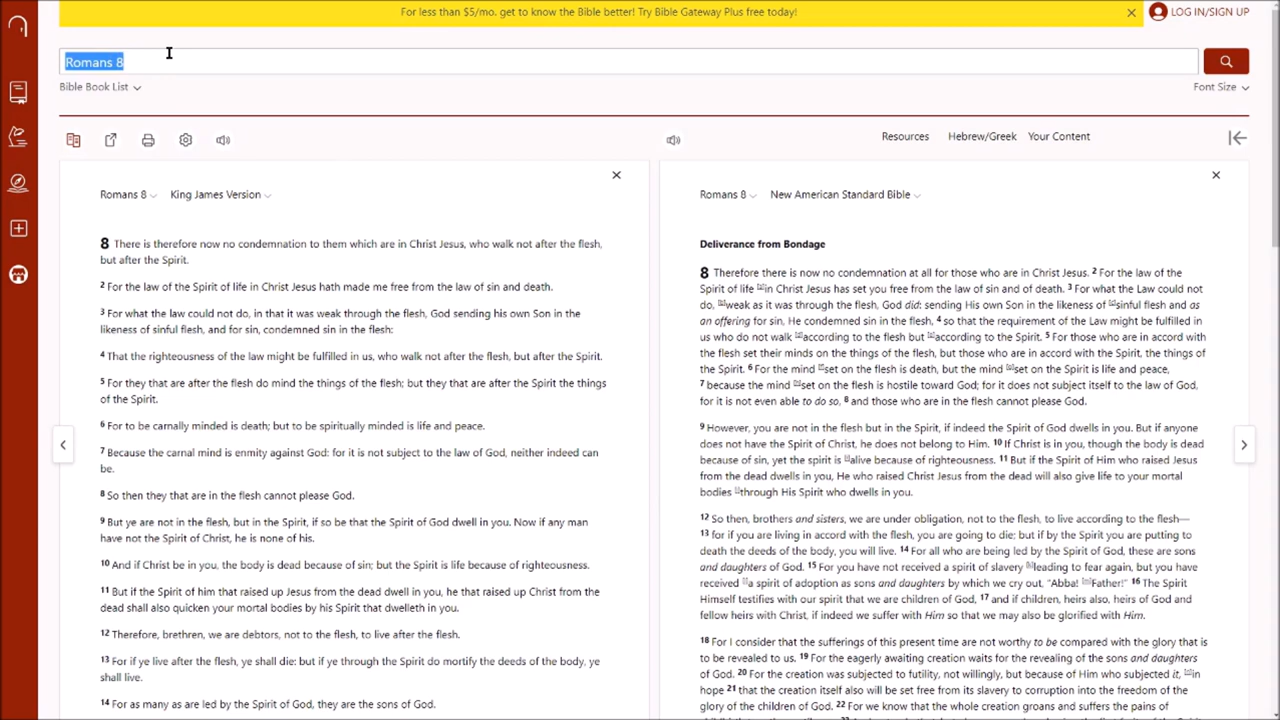 For less than $5/mo. get to know the Bible better! Try Bible Gateway Plus free today!
LOG IN/SIGN UP
Romans 8
Bible Book List
Font Size
Resources Hebrew/Greek Your Content
Romans 8 King James Version
8 There is therefore now no condemnation to them which are in Christ Jesus, who walk not after the flesh,
but after the Spirit.
2 For the law of the Spirit of life in Christ Jesus hath made me free from the law of sin and death.
3 For what the law could not do, in that it was weak through the flesh, God sending his own Son in the
likeness of sinful flesh, and for sin, condemned sin in the flesh:
4 That the righteousness of the law might be fulfilled in us, who walk not after the flesh, but after the Spirit.
5 For they that are after the flesh do mind the things of the flesh; but they that are after the Spirit the things
of the Spirit.
6 For to be carnally minded is death; but to be spiritually minded is life and peace.
7 Because the carnal mind is enmity against God: for it is not subject to the law of God, neither indeed can
be.
8 So then they that are in the flesh cannot please God.
9 But ye are not in the flesh, but in the Spirit, if so be that the Spirit of God dwell in you. Now if any man
have not the Spirit of Christ, he is none of his.
10 And if Christ be in you, the body is dead because of sin; but the Spirit is life because of righteousness.
11 But if the Spirit of him that raised up Jesus from the dead dwell in you, he that raised up Christ from the
dead shall also quicken your mortal bodies by his Spirit that dwelleth in you.
12 Therefore, brethren, we are debtors, not to the flesh, to live after the flesh.
13 For if ye live after the flesh, ye shall die: but if ye through the Spirit do mortify the deeds of the body, ye
shall live.
14 For as many as are led by the Spirit of God, they are the sons of God.
Romans 8 New American Standard Bible
Deliverance from Bondage
8 Therefore there is now no condemnation at all for those who are in Christ Jesus. 2 For the law of the
Spirit of life in Christ Jesus has set you free from the law of sin and of death. 3 For what the Law could not
do, weak as it was through the flesh, God did: sending His own Son in the likeness of sinful flesh and as
an offering for sin, He condemned sin in the flesh, 4 so that the requirement of the Law might be fulfilled in
us who do not walk according to the flesh but according to the Spirit. 5 For those who are in accord with
the flesh set their minds on the things of the flesh, but those who are in accord with the Spirit, the things of
the Spirit. 6 For the mind set on the flesh is death, but the mind set on the Spirit is life and peace,
7 because the mind set on the flesh is hostile toward God; for it does not subject itself to the law of God,
for it is not even able to do so, 8 and those who are in the flesh cannot please God.
9 However, you are not in the flesh but in the Spirit, if indeed the Spirit of God dwells in you. But if anyone
does not have the Spirit of Christ, he does not belong to Him. 10 If Christ is in you, though the body is dead
because of sin, yet the spirit is alive because of righteousness. 11 But if the Spirit of Him who raised Jesus
from the dead dwells in you, He who raised Christ Jesus from the dead will also give life to your mortal
bodies through His Spirit who dwells in you.
12 So then, brothers and sisters, we are under obligation, not to the flesh, to live according to the flesh—
13 for if you are living in accord with the flesh, you are going to die; but if by the Spirit you are putting to
death the deeds of the body, you will live. 14 For all who are being led by the Spirit of God, these are sons
and daughters of God. 15 For you have not received a spirit of slavery leading to fear again, but you have
received a spirit of adoption as sons and daughters by which we cry out, "Abba! Father!" 16 The Spirit
Himself testifies with our spirit that we are children of God, 17 and if children, heirs also, heirs of God and
fellow heirs with Christ, if indeed we suffer with Him so that we may also be glorified with Him.
18 For I consider that the sufferings of this present time are not worthy to be compared with the glory that is
to be revealed to us. 19 For the eagerly awaiting creation waits for the revealing of the sons and daughters
of God. 20 For the creation was subjected to futility, not willingly, but because of Him who subjected it, in
hope 21 that the creation itself also will be set free from its slavery to corruption into the freedom of the
glory of the children of God. 22 For we know that the whole creation groans and suffers the pains of